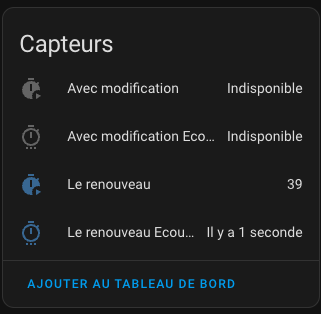 Capteurs
Avec modification Indisponible
Avec modification Eco... Indisponible
Le renouveau 39
Le renouveau Ecou... Il y a 1 seconde
AJOUTER AU TABLEAU DE BORD